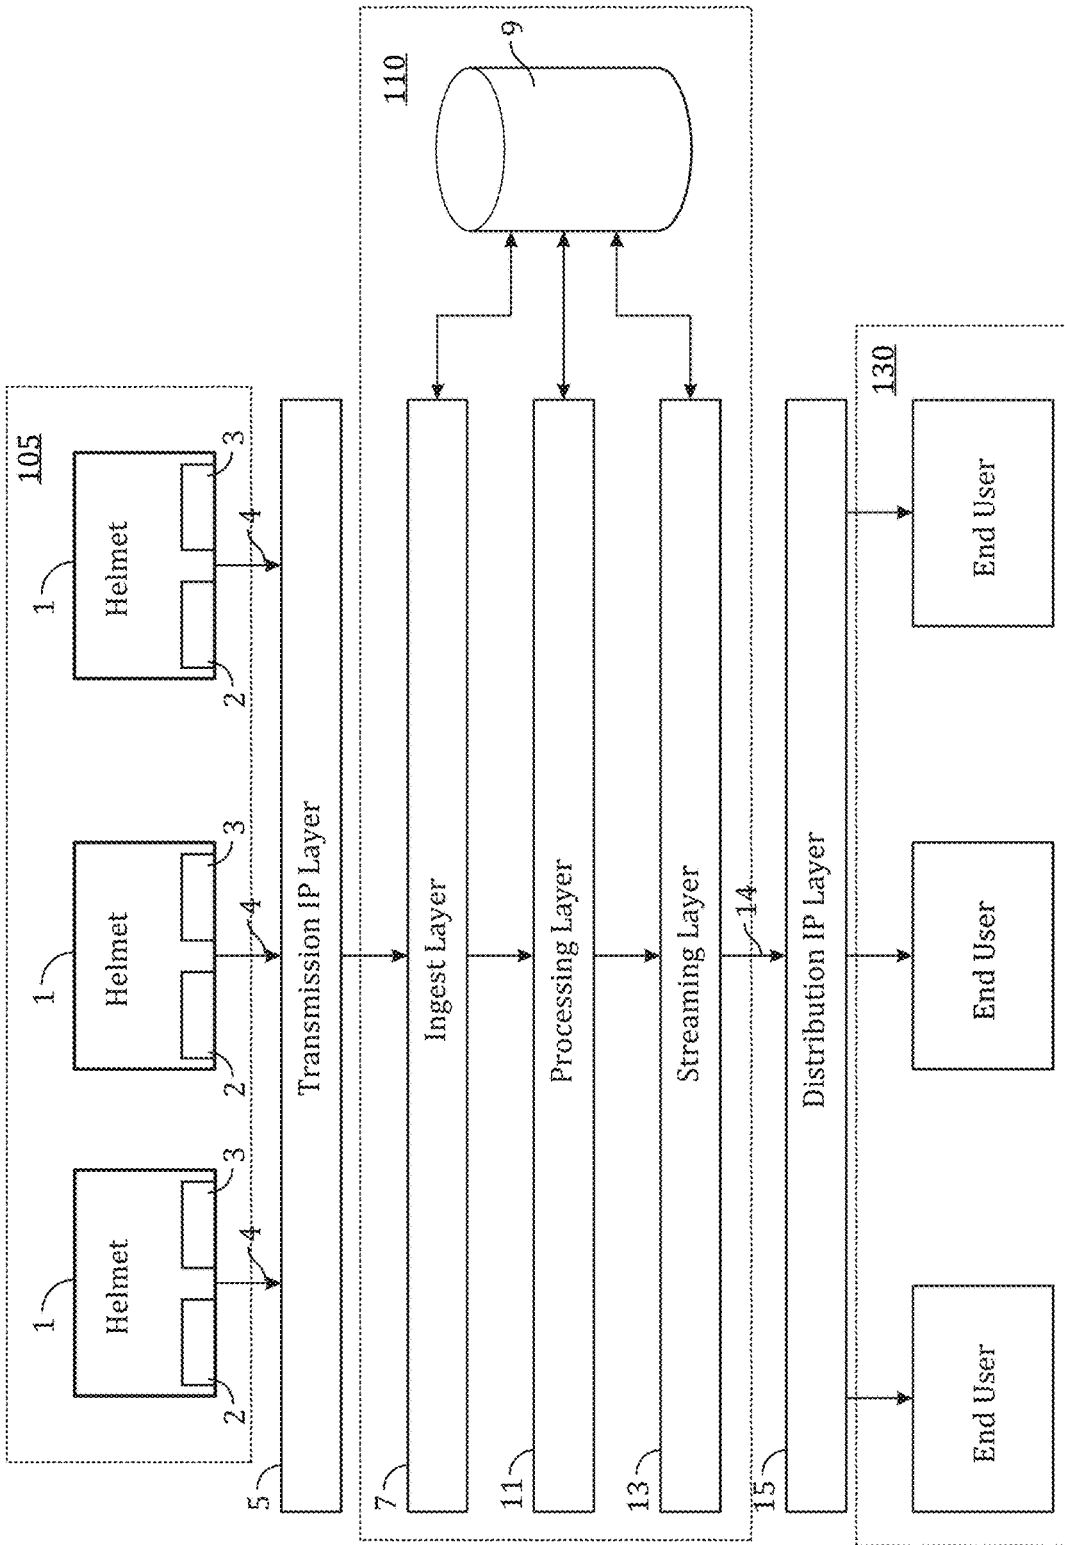 105
1
Helmet
2
3
4
1
Helmet
2
3
4
1
Helmet
2
3
4
5
Transmission IP Layer
110
7
Ingest Layer
9
11
Processing Layer
13
Streaming Layer
14
15
Distribution IP Layer
130
End User
End User
End User